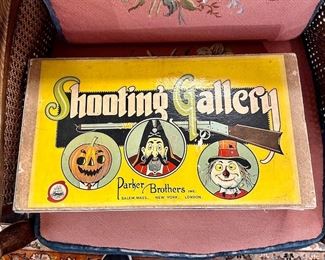 Shooting Gallery
Parker Brothers INC.
SALEM, MASS. NEW YORK LONDON